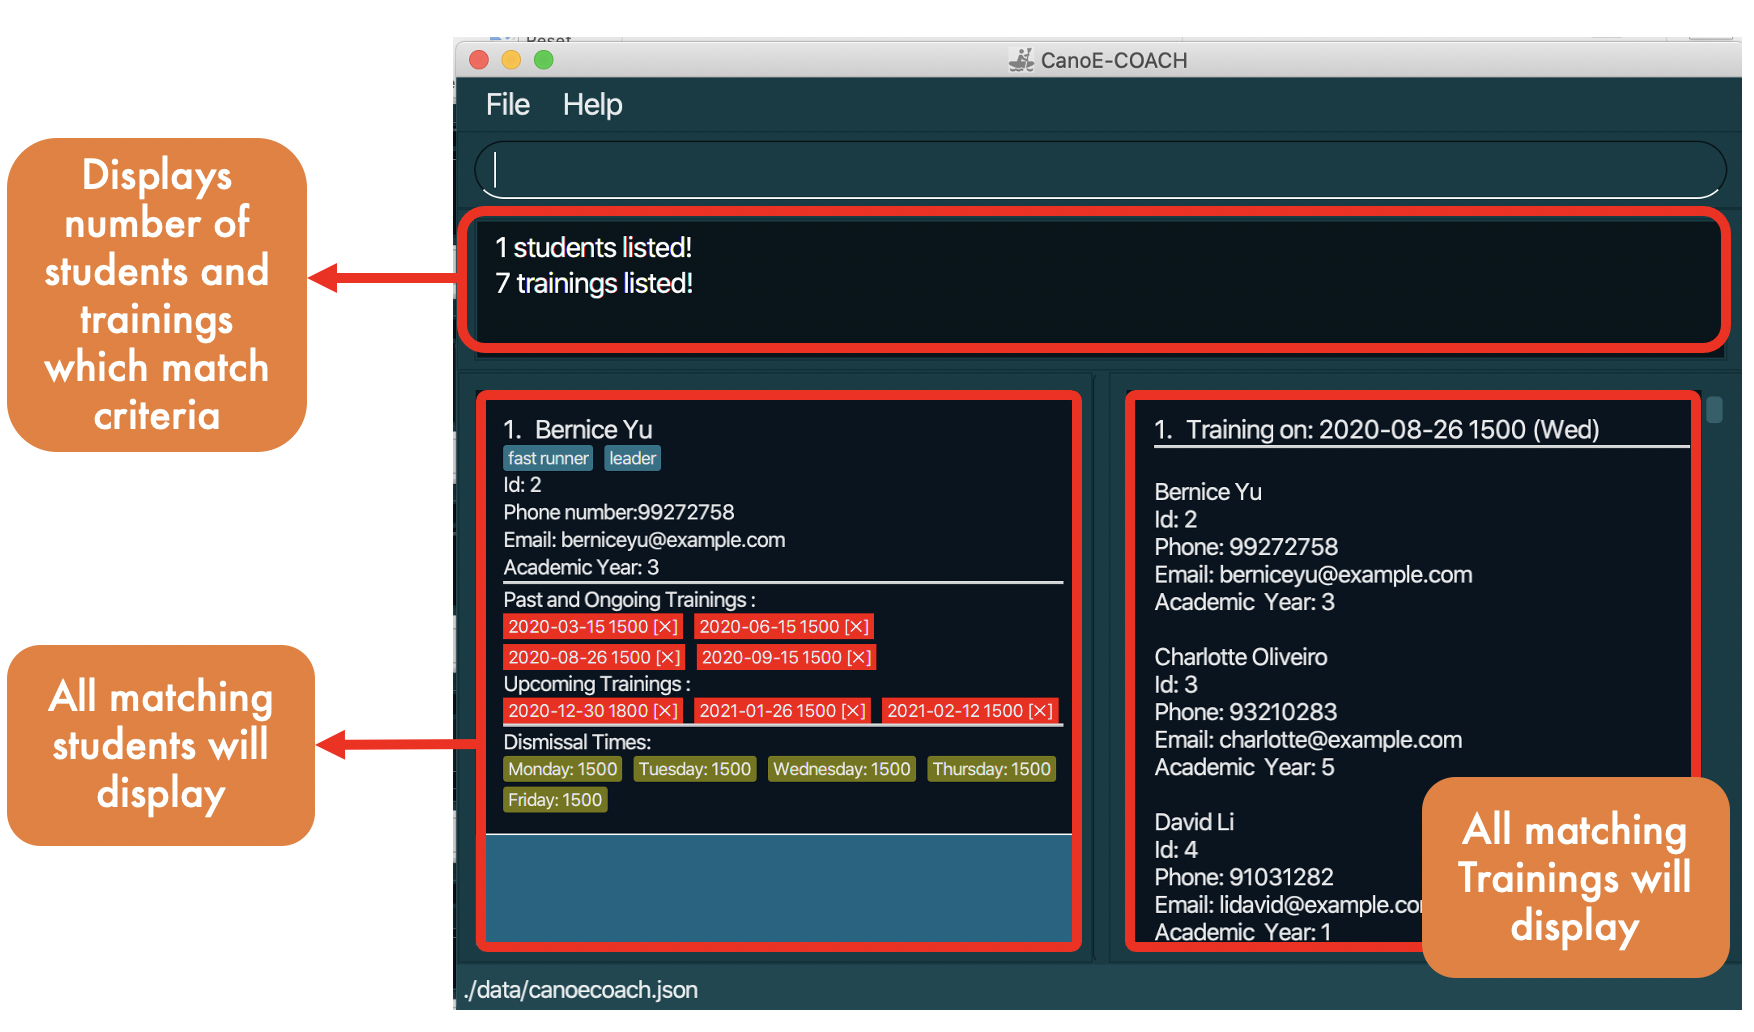 Reset
CanoE-COACH
File Help
Displays
number of
students and
trainings
which match
criteria
1 students listed!
7 trainings listed!
All matching
students will
display
1. Bernice Yu
fast runner leader
Id: 2
Phone number:99272758
Email: berniceyu@example.com
Academic Year: 3
Past and Ongoing Trainings :
2020-03-15 1500 [✕] 2020-06-15 1500 [✕]
2020-08-26 1500 [✕] 2020-09-15 1500 [✕]
Upcoming Trainings :
2020-12-30 1800 [✕] 2021-01-26 1500 [✕] 2021-02-12 1500 [✕]
Dismissal Times:
Monday: 1500 Tuesday: 1500 Wednesday: 1500 Thursday: 1500
Friday: 1500
1. Training on: 2020-08-26 1500 (Wed)
Bernice Yu
Id: 2
Phone: 99272758
Email: berniceyu@example.com
Academic Year: 3
Charlotte Oliveiro
Id: 3
Phone: 93210283
Email: charlotte@example.com
Academic Year: 5
David Li
Id: 4
Phone: 91031282
Email: lidavid@example.co
Academic Year: 1
All matching
Trainings will
display
./data/canoecoach.json